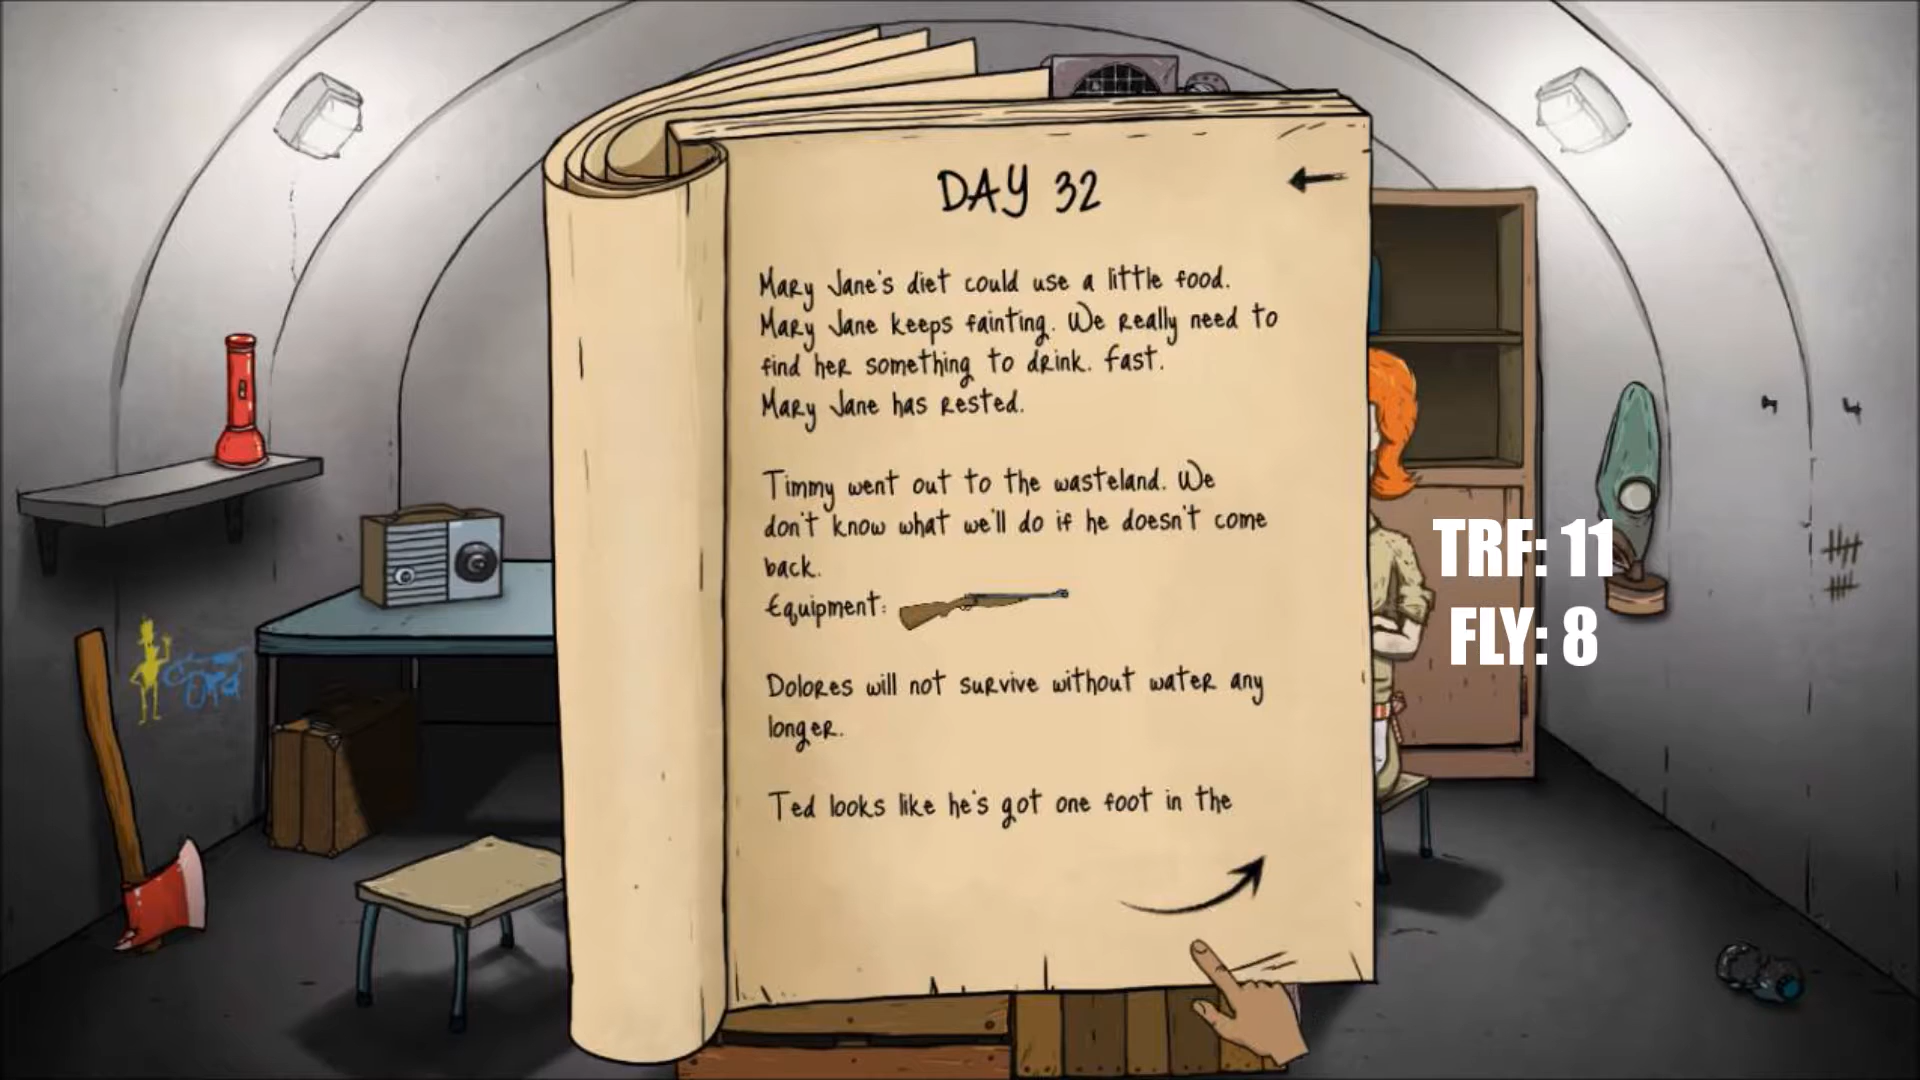 DAY 32
Mary Jane's diet could use a little food.
Mary Jane keeps fainting. We really need to
find her something to drink. Fast.
Mary Jane has rested.
Timmy went out to the wasteland. We
don't know what we'll do if he doesn't come
back.
Equipment:
Dolores will not survive without water any
longer.
Ted looks like he's got one foot in the
TRF: 11
FLY: 8